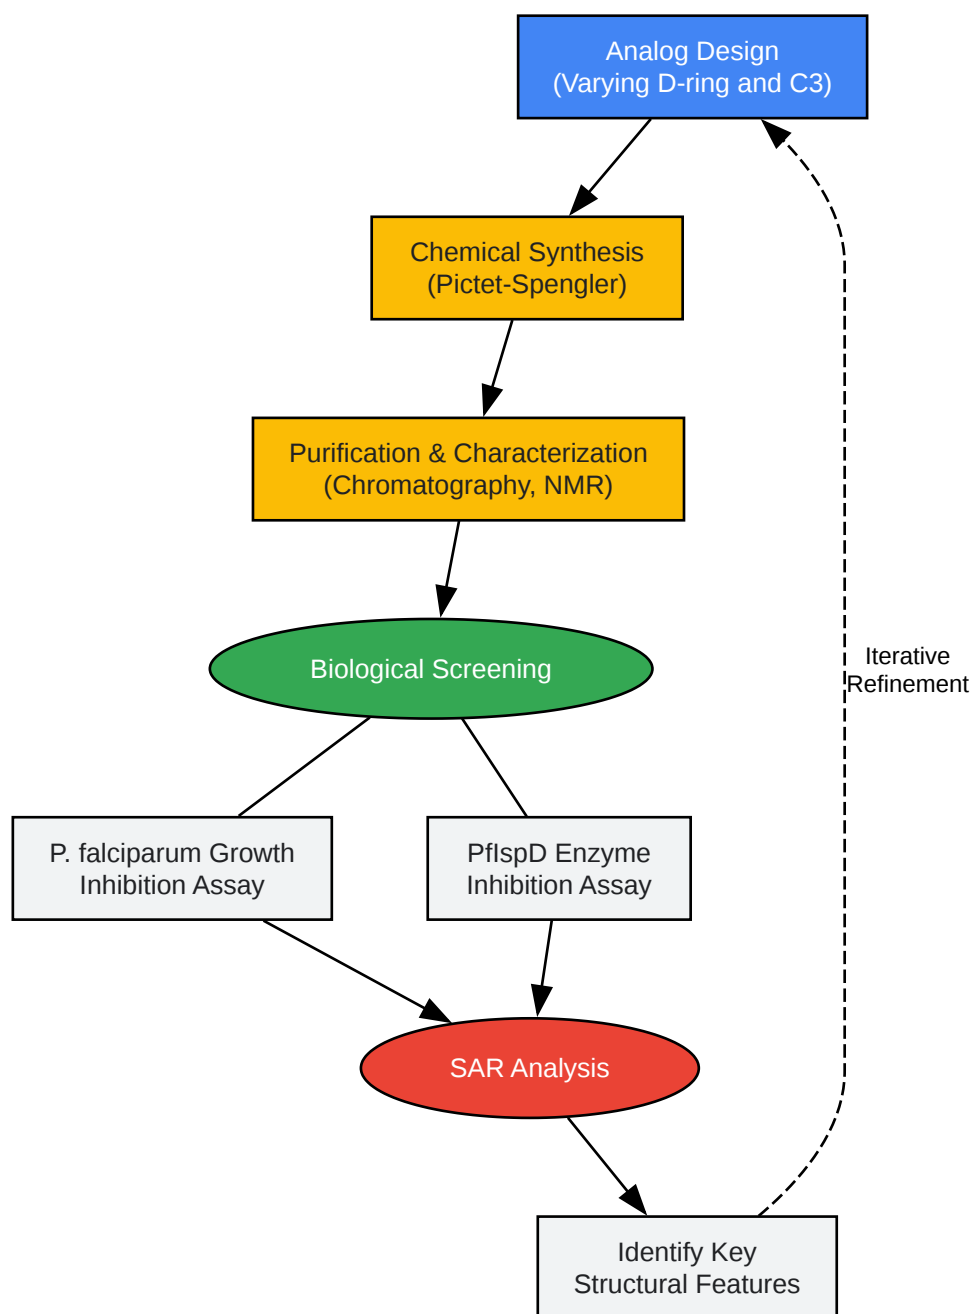 Analog Design
(Varying D-ring and C3)
Chemical Synthesis
(Pictet-Spengler)
Purification & Characterization
(Chromatography, NMR)
Biological Screening
Iterative
Refinement
P. falciparum Growth
Inhibition Assay
PfIspD Enzyme
Inhibition Assay
SAR Analysis
Identify Key
Structural Features